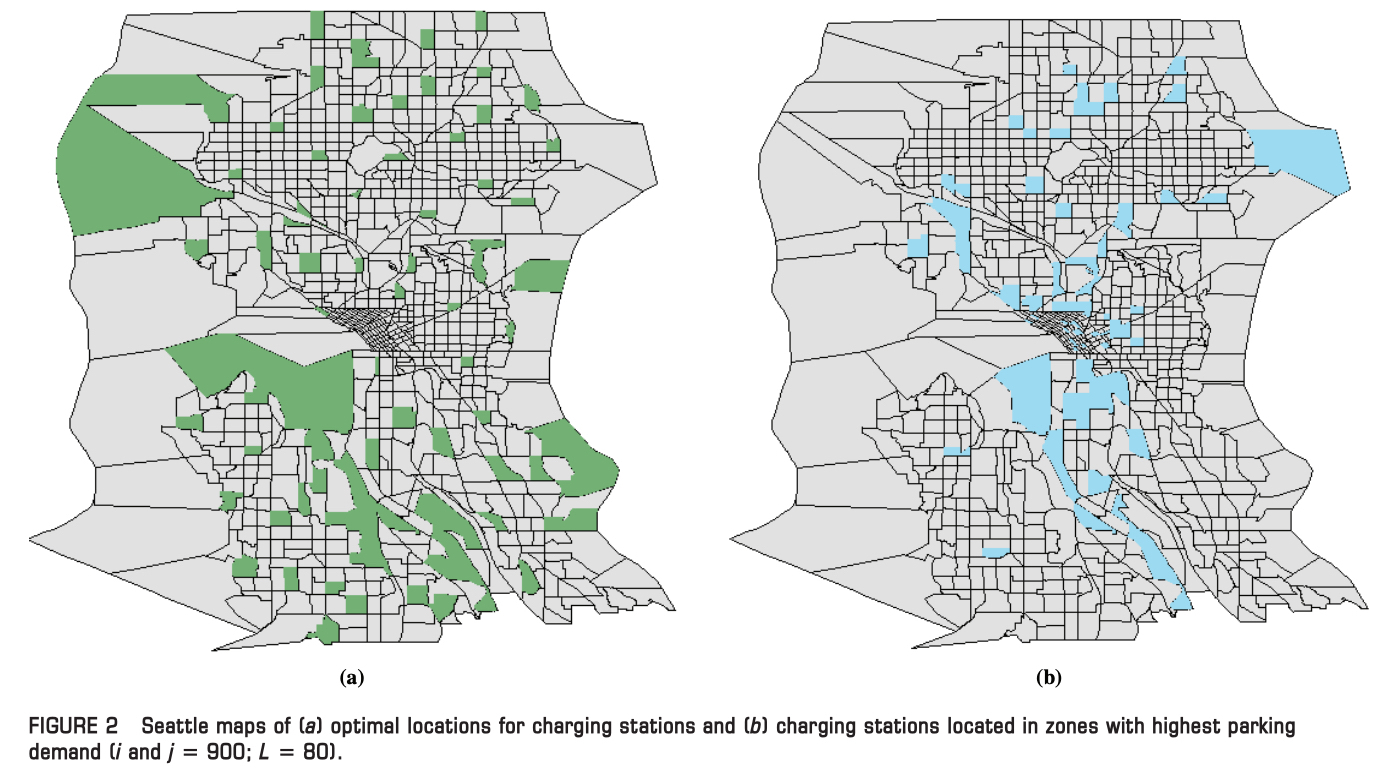 (a)
(b)
FIGURE 2 Seattle maps of (a) optimal locations for charging stations and (b) charging stations located in zones with highest parking
demand (i and j = 900; L = 80).